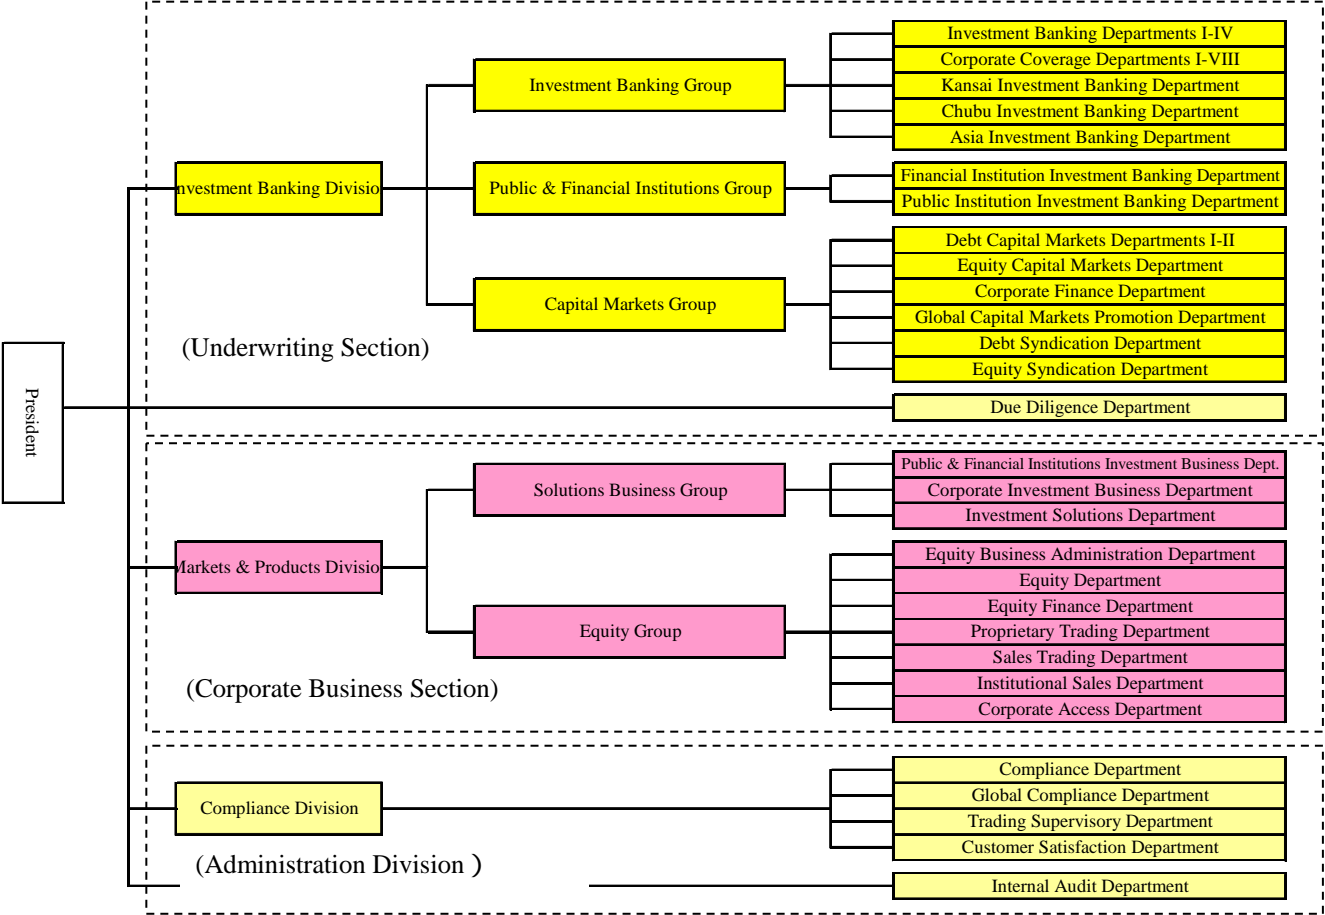 President
(Underwriting Section)
nvestment Banking Divisio
Investment Banking Group
Investment Banking Departments I-IV
Corporate Coverage Departments I-VIII
Kansai Investment Banking Department
Chubu Investment Banking Department
Asia Investment Banking Department
Public & Financial Institutions Group
Financial Institution Investment Banking Department
Public Institution Investment Banking Department
Capital Markets Group
Debt Capital Markets Departments I-II
Equity Capital Markets Department
Corporate Finance Department
Global Capital Markets Promotion Department
Debt Syndication Department
Equity Syndication Department
Due Diligence Department
(Corporate Business Section)
Markets & Products Divisio
Solutions Business Group
Public & Financial Institutions Investment Business Dept.
Corporate Investment Business Department
Investment Solutions Department
Equity Group
Equity Business Administration Department
Equity Department
Equity Finance Department
Proprietary Trading Department
Sales Trading Department
Institutional Sales Department
Corporate Access Department
(Administration Division )
Compliance Division
Compliance Department
Global Compliance Department
Trading Supervisory Department
Customer Satisfaction Department
Internal Audit Department